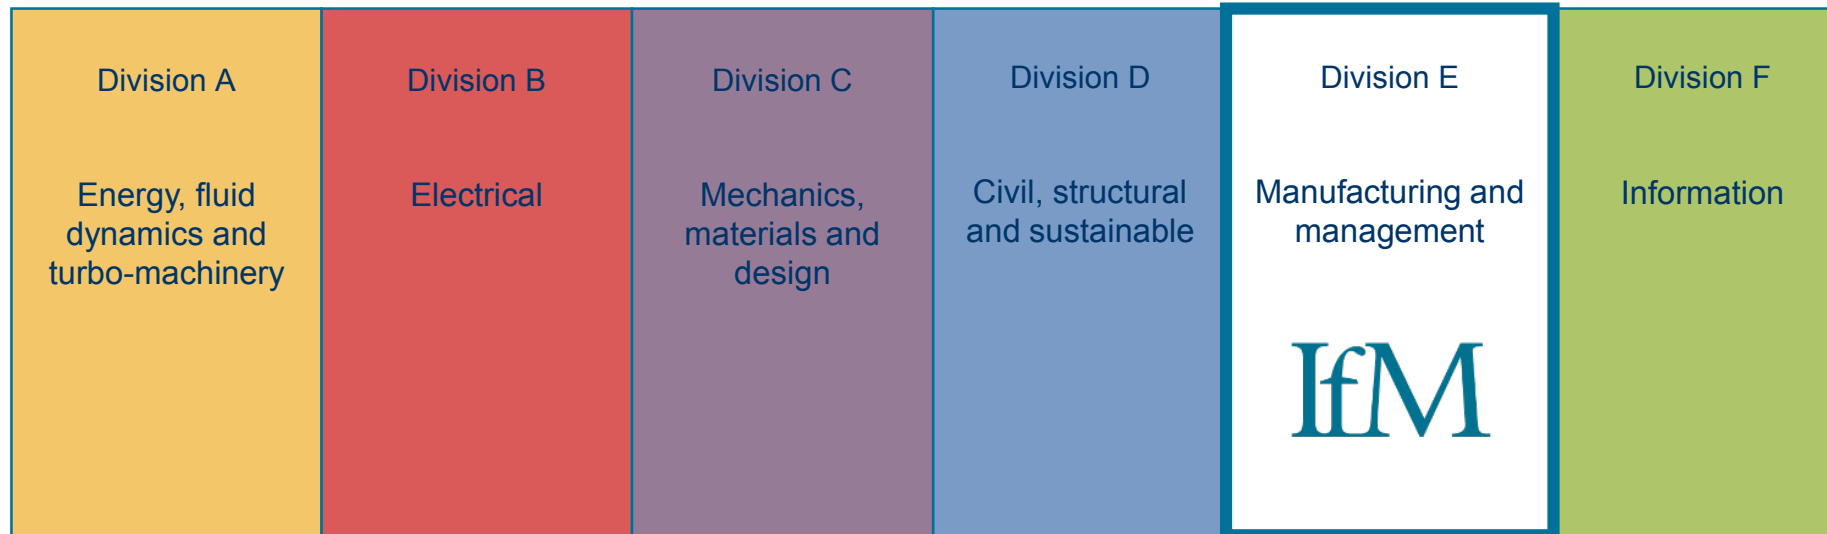 Division A
Energy, fluid
dynamics and
turbo-machinery
Division B
Electrical
Division C
Mechanics,
materials and
design
Division D
Civil, structural
and sustainable
Division E
Manufacturing and
management
IfM
Division F
Information